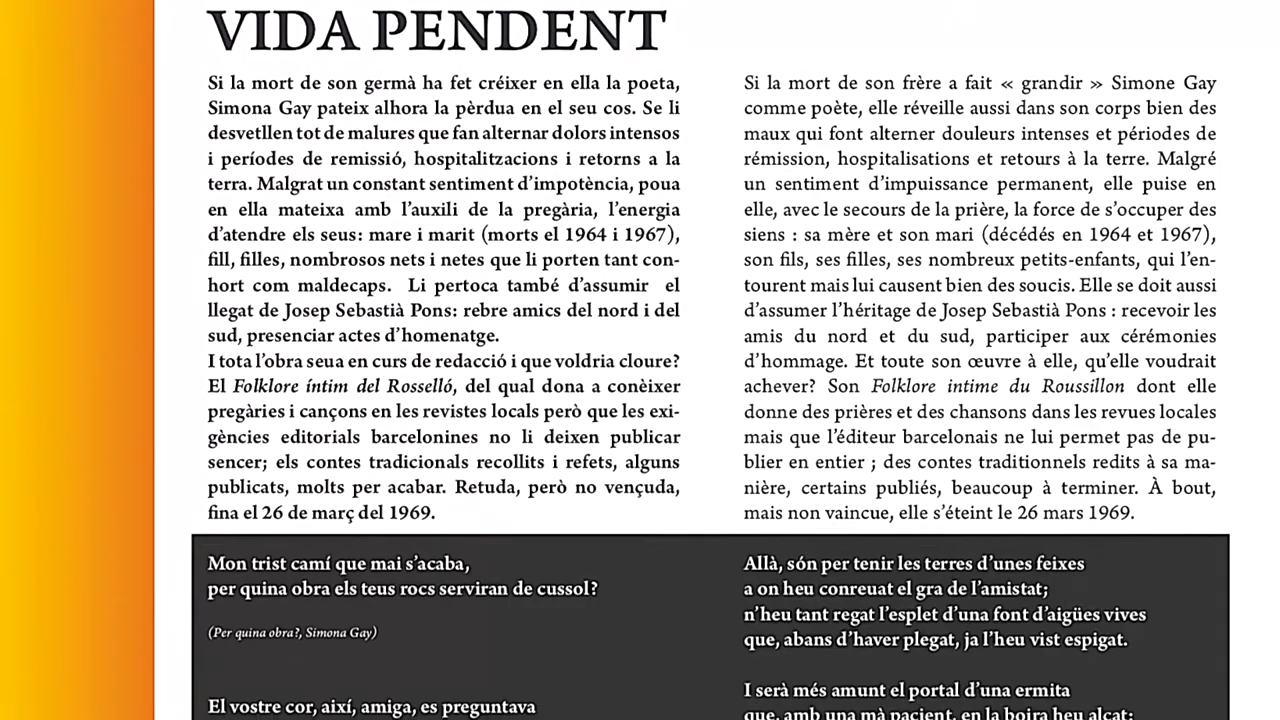 VIDA PENDENT
Si la mort de son germà ha fet créixer en ella la poeta,
Simona Gay pateix alhora la pèrdua en el seu cos. Se li
desvetllen tot de malures que fan alternar dolors intensos
i períodes de remissió, hospitalitzacions i retorns a la
terra. Malgrat un constant sentiment d’impotència, poua
en ella mateixa amb l’auxili de la pregària, l’energia
d’atendre els seus: mare i marit (morts el 1964 i 1967),
fill, filles, nombrosos nets i netes que li porten tant con-
hort com maldecaps. Li pertoca també d’assumir el
llegat de Josep Sebastià Pons: rebre amics del nord i del
sud, presenciar actes d’homenatge.
I tota l’obra seua en curs de redacció i que voldria cloure?
El Folklore íntim del Rosselló, del qual dona a conèixer
pregàries i cançons en les revistes locals però que les exi-
gències editorials barcelonines no li deixen publicar
sencer; els contes tradicionals recollits i refets, alguns
publicats, molts per acabar. Retuda, però no vençuda,
fina el 26 de març del 1969.
Si la mort de son frère a fait « grandir » Simone Gay
comme poète, elle réveille aussi dans son corps bien des
maux qui font alterner douleurs intenses et périodes de
rémission, hospitalisations et retours à la terre. Malgré
un sentiment d’impuissance permanent, elle puise en
elle, avec le secours de la prière, la force de s’occuper des
siens : sa mère et son mari (décédés en 1964 et 1967),
son fils, ses filles, ses nombreux petits-enfants, qui l’en-
tourent mais lui causent bien des soucis. Elle se doit aussi
d’assumer l’héritage de Josep Sebastià Pons : recevoir les
amis du nord et du sud, participer aux cérémonies
d’hommage. Et toute son œuvre à elle, qu’elle voudrait
achever? Son Folklore intime du Roussillon dont elle
donne des prières et des chansons dans les revues locales
mais que l’éditeur barcelonais ne lui permet pas de pu-
blier en entier ; des contes traditionnels redits à sa ma-
nière, certains publiés, beaucoup à terminer. À bout,
mais non vaincue, elle s’éteint le 26 mars 1969.
Mon trist camí que mai s’acaba,
per quina obra els teus rocs serviran de cussol?
(Per quina obra?, Simona Gay)
El vostre cor, així, amiga, es preguntava
Allà, són per tenir les terres d’unes feixes
a on heu conreuat el gra de l’amistat;
n’heu tant regat l’esplet d’una font d’aigües vives
que, abans d’haver plegat, ja l’heu vist espigat.
I serà més amunt el portal d’una ermita
que, amb una mà pacient, en la boira heu alçat;